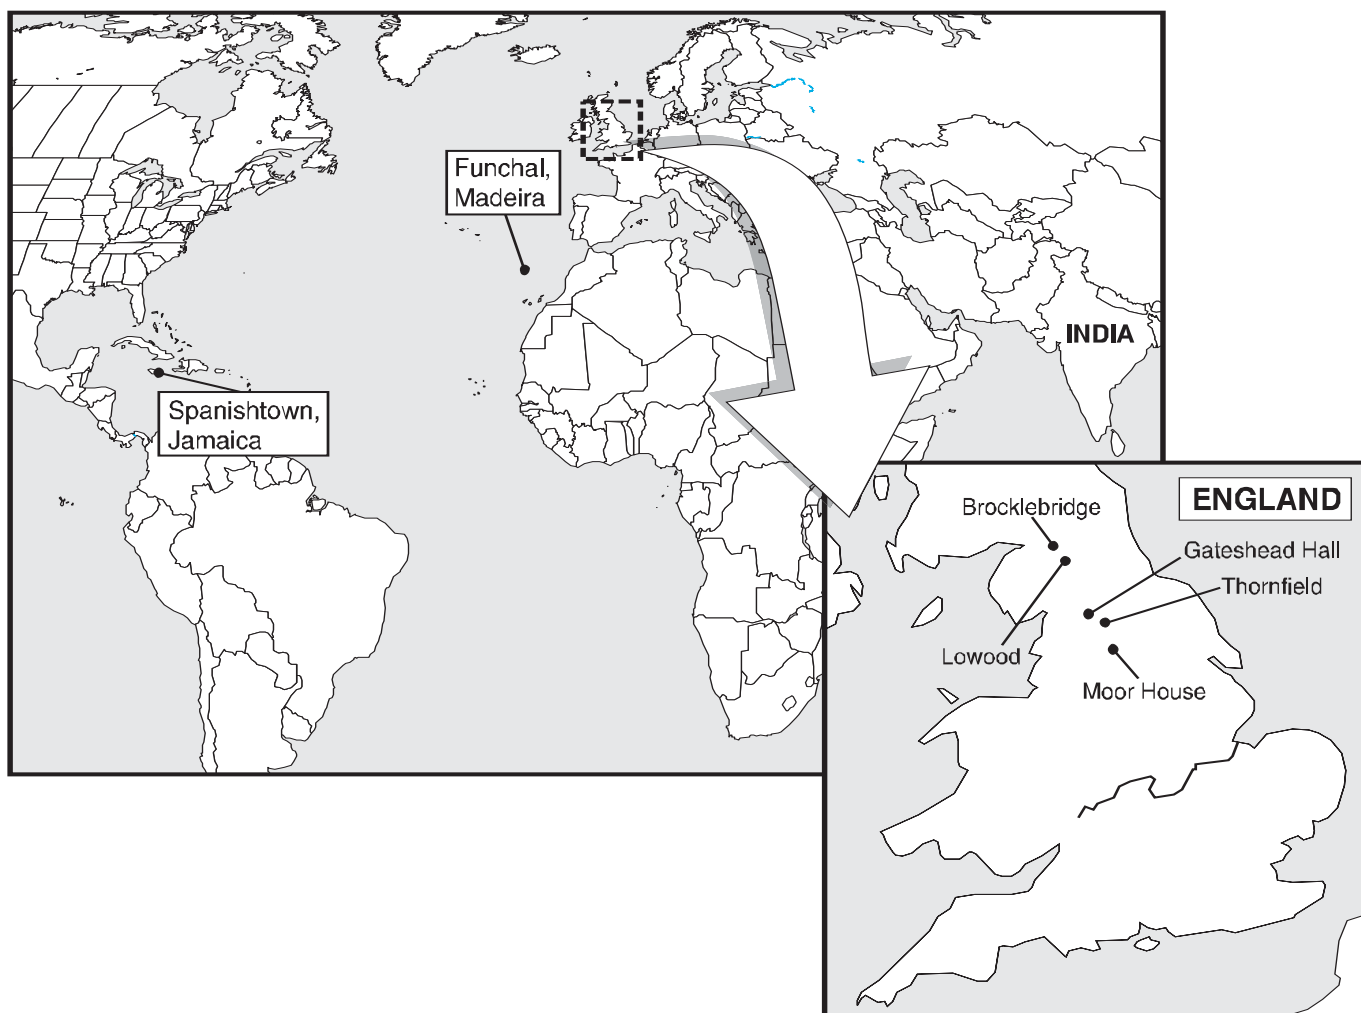 Funchal,
Madeira
INDIA
Spanishtown,
Jamaica
ENGLAND
Brocklebridge
Gateshead Hall
Thornfield
Lowood
Moor House